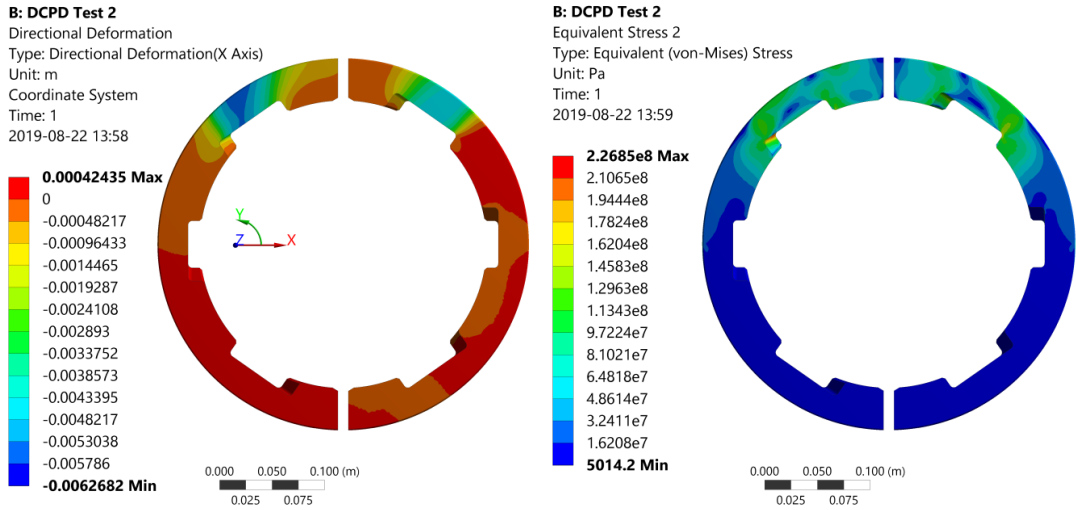 B: DCPD Test 2
Directional Deformation
Type: Directional Deformation(X Axis)
Unit: m
Coordinate System
Time: 1
2019-08-22 13:58
0.00042435 Max
0
-0.00048217
-0.00096433
-0.0014465
-0.0019287
-0.0024108
-0.002893
-0.0033752
-0.0038573
-0.0043395
-0.0048217
-0.0053038
-0.005786
-0.0062682 Min
Y
Z
X
0.000
0.050
0.100 (m)
0.025
0.075
B: DCPD Test 2
Equivalent Stress 2
Type: Equivalent (von-Mises) Stress
Unit: Pa
Time: 1
2019-08-22 13:59
2.2685e8 Max
2.1065e8
1.9444e8
1.7824e8
1.6204e8
1.4583e8
1.2963e8
1.1343e8
9.7224e7
8.1021e7
6.4818e7
4.8614e7
3.2411e7
1.6208e7
5014.2 Min
0.000
0.050
0.100 (m)
0.025
0.075